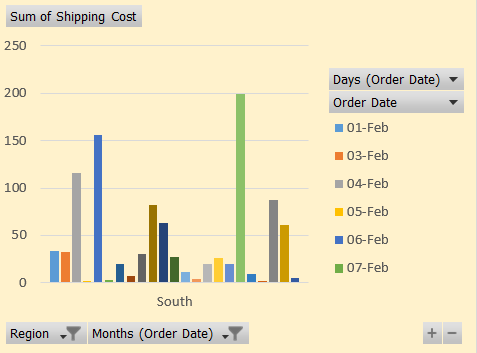 Sum of Shipping Cost
250
200
150
100
50
0
South
Days (Order Date)
Order Date
01-Feb
03-Feb
04-Feb
05-Feb
06-Feb
07-Feb
Region
Months (Order Date)